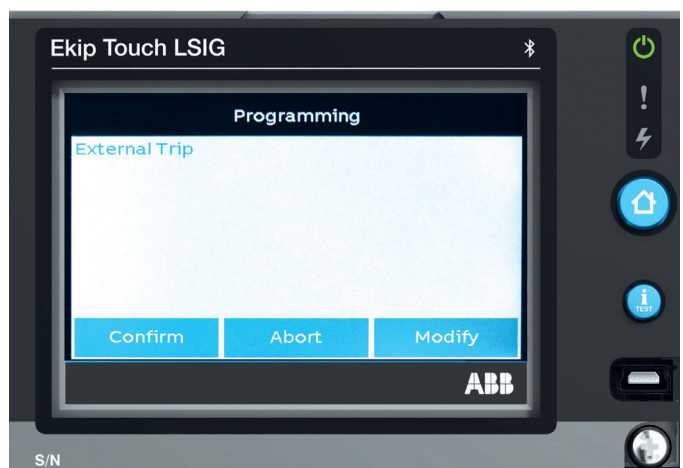 Ekip Touch LSIG
Programming
External Trip
Confirm Abort Modify
ABB
i
TEST
S/N